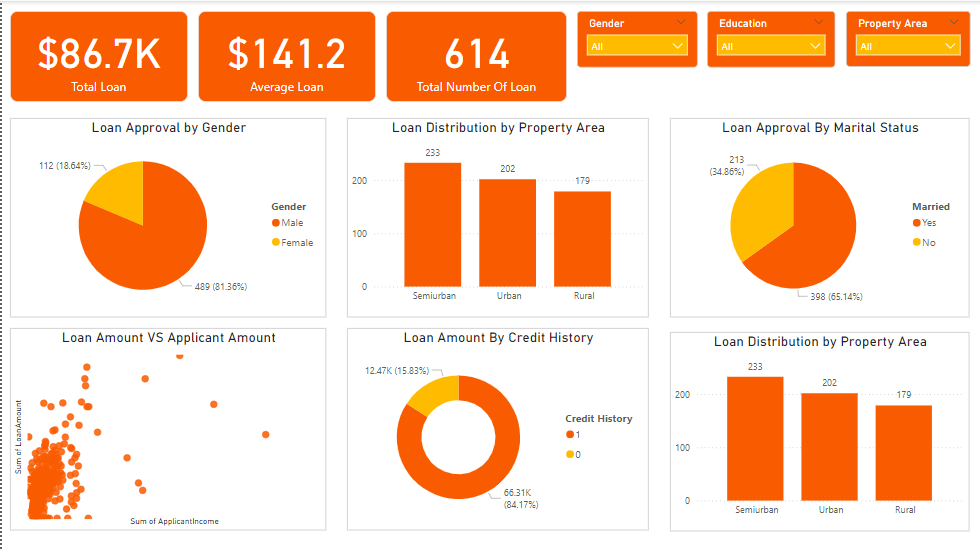 $86.7K
Total Loan
$141.2
Average Loan
614
Total Number Of Loan
Gender
All
Education
All
Property Area
All
Loan Approval by Gender
112 (18.64%)
489 (81.36%)
Gender
Male
Female
Loan Distribution by Property Area
200
100
0
233
202
179
Semiurban
Urban
Rural
Loan Approval By Marital Status
213
(34.86%)
398 (65.14%)
Married
Yes
No
Loan Amount VS Applicant Amount
Sum of LoanAmount
Sum of ApplicantIncome
Loan Amount By Credit History
12.47K (15.83%)
66.31K
(84.17%)
Credit History
1
0
Loan Distribution by Property Area
200
100
0
233
202
179
Semiurban
Urban
Rural